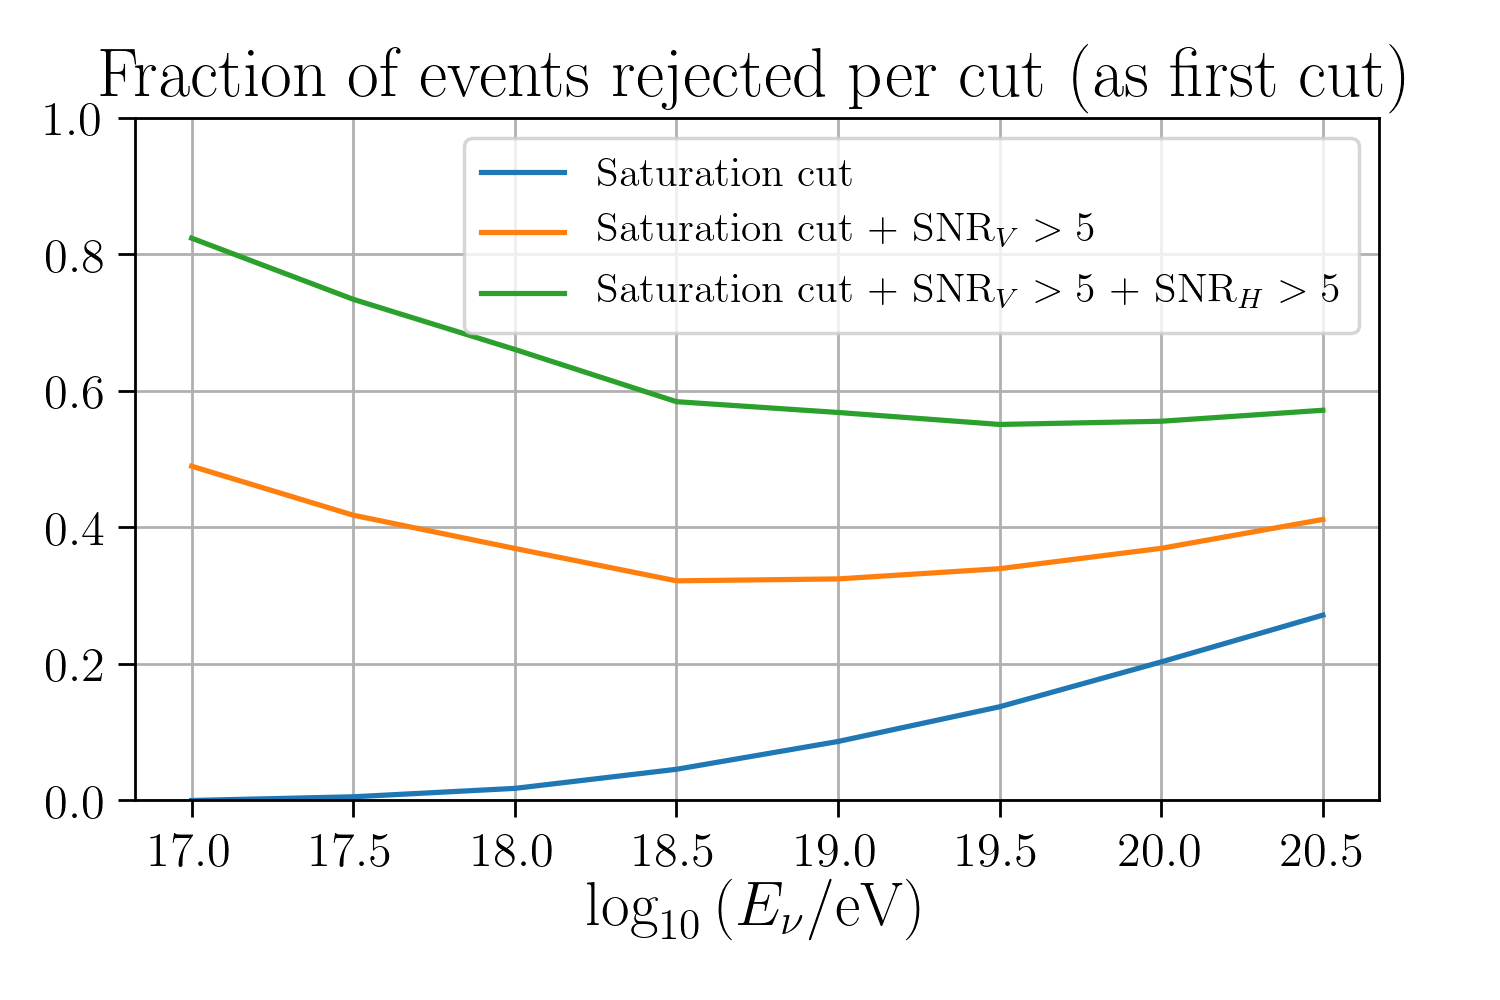 Fraction of events rejected per cut (as first cut)
1.0
0.8
0.6
0.4
0.2
0.0
Saturation cut
Saturation cut + SNR_V > 5
Saturation cut + SNR_V > 5 + SNR_H > 5
17.0 17.5 18.0 18.5 19.0 19.5 20.0 20.5
log_10 (E_ν/eV)